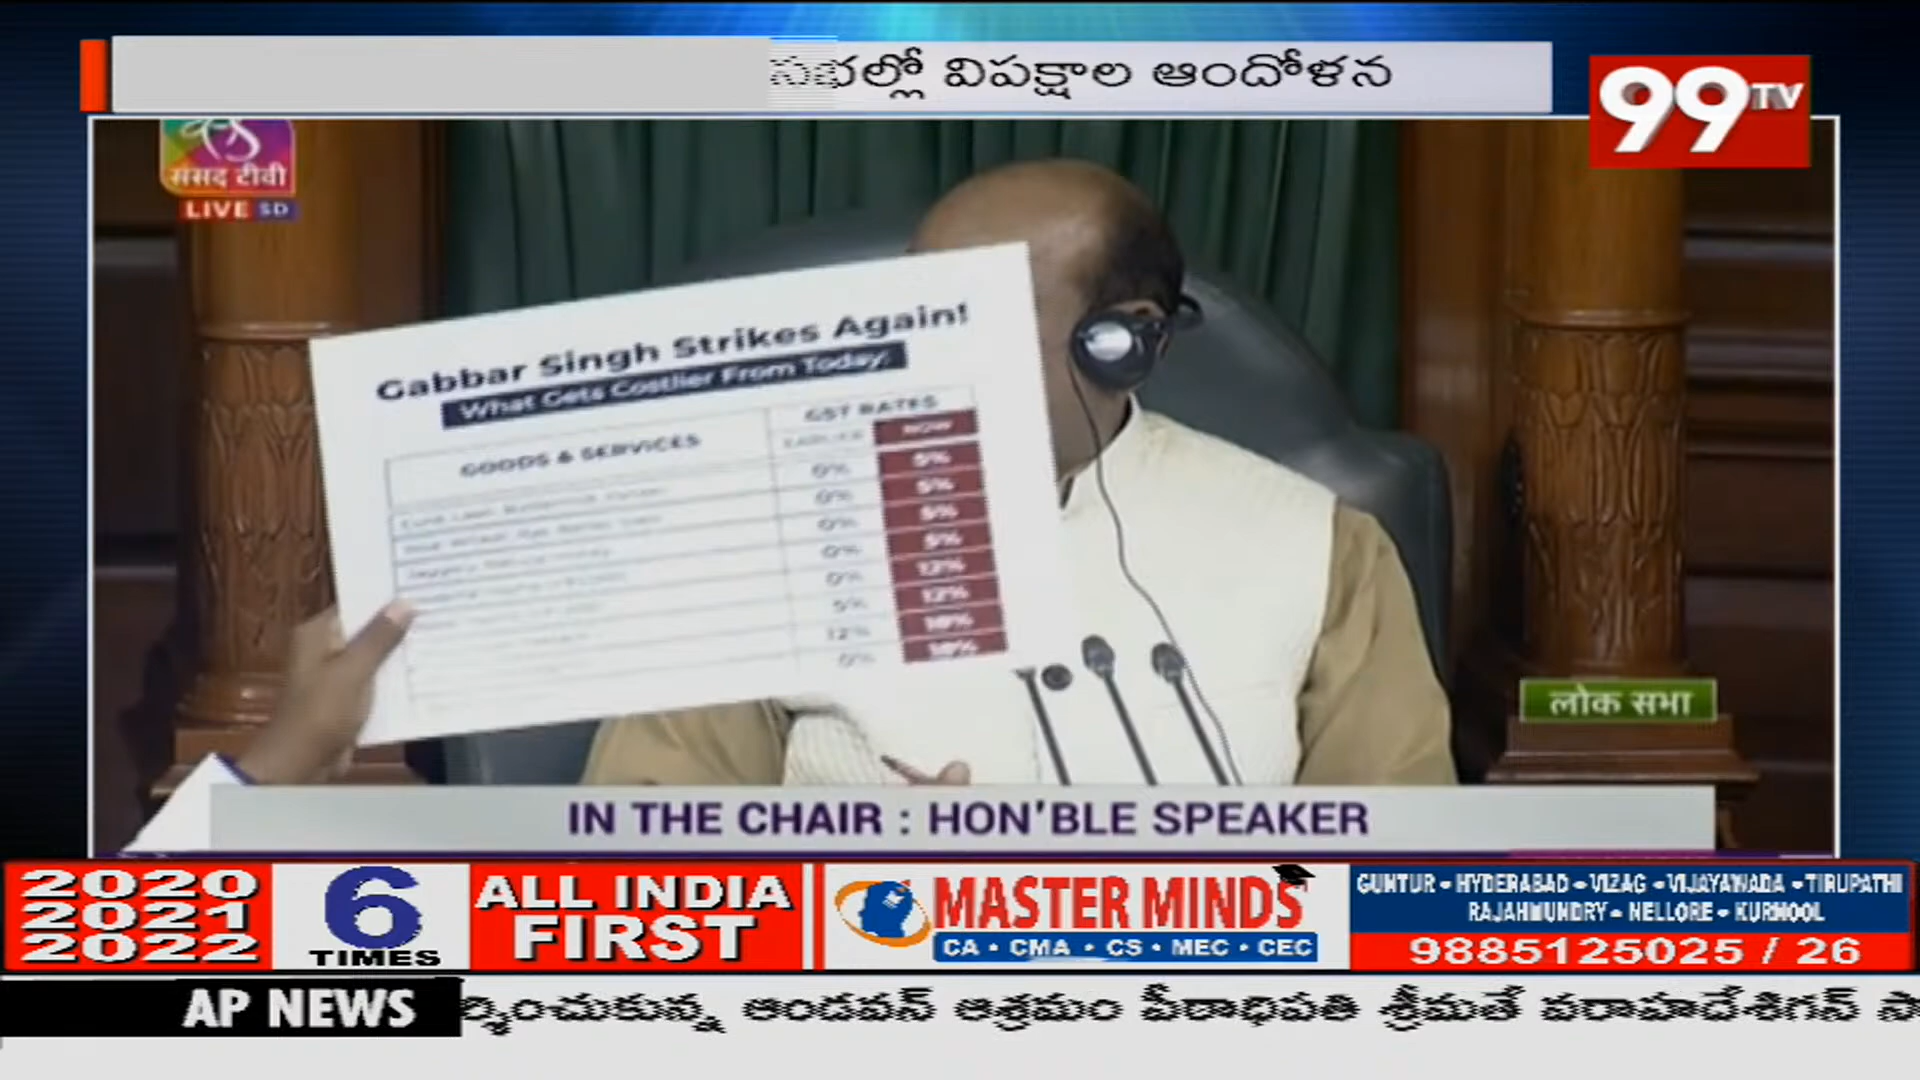 సభల్లో విపక్షాల ఆందోళన
99TV
संसद टीवी
LIVE SD
Gabbar Singh Strikes Again!
What Gets Costlier From Today:
GOODS & SERVICES
GST RATES
EARLIER NOW
0% 5%
0% 5%
0% 5%
0% 5%
0% 12%
5% 12%
12% 18%
0% 18%
लोक सभा
IN THE CHAIR : HON'BLE SPEAKER
2020
2021
2022
6
TIMES
ALL INDIA
FIRST
MASTER MINDS
CA • CMA • CS • MEC • CEC
GUNTUR • HYDERABAD • VIZAG • VIJAYAWADA • TIRUPATHI
RAJAHMUNDRY • NELLORE • KURNOOL
9885125025 / 26
AP NEWS
ర్శించుకున్న ఆండవన్ ఆశ్రమం పీఠాధిపతి శ్రీమతే వరాహదేశిగన్